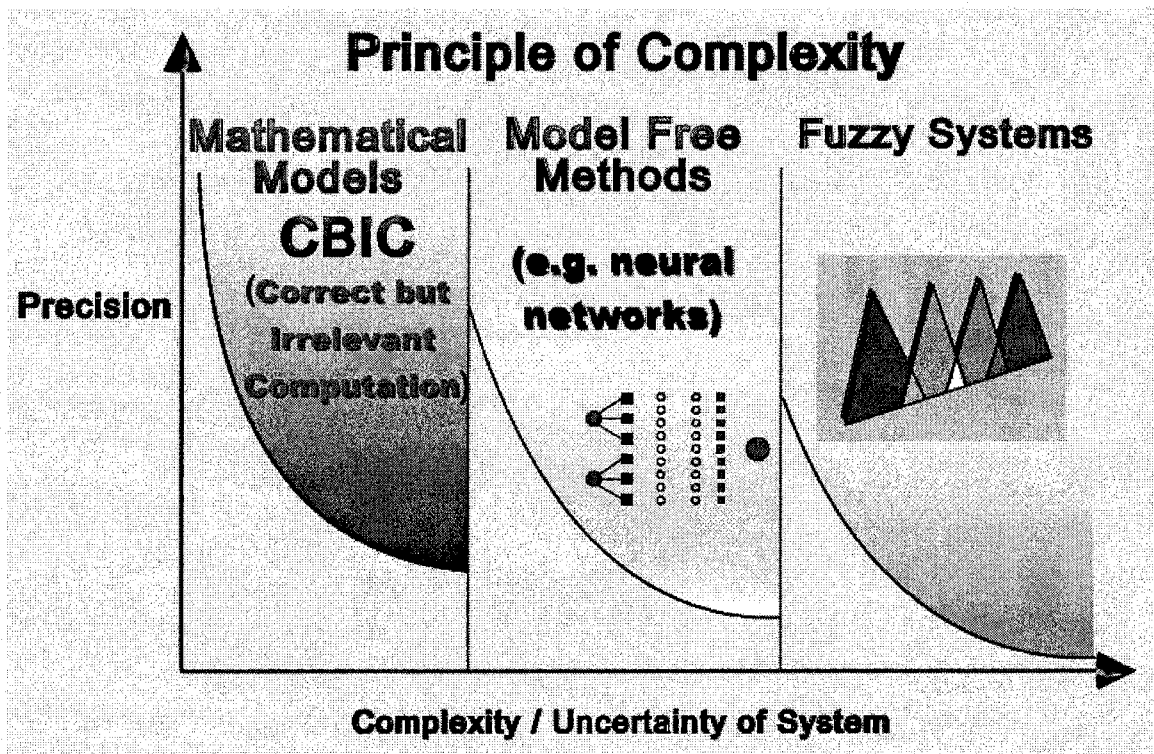 Principle of Complexity
Mathematical
Models
CBIC
(Correct but
Irrelevant
Computation)
Model Free
Methods
(e.g. neural
networks)
Fuzzy Systems
Precision
Complexity / Uncertainty of System